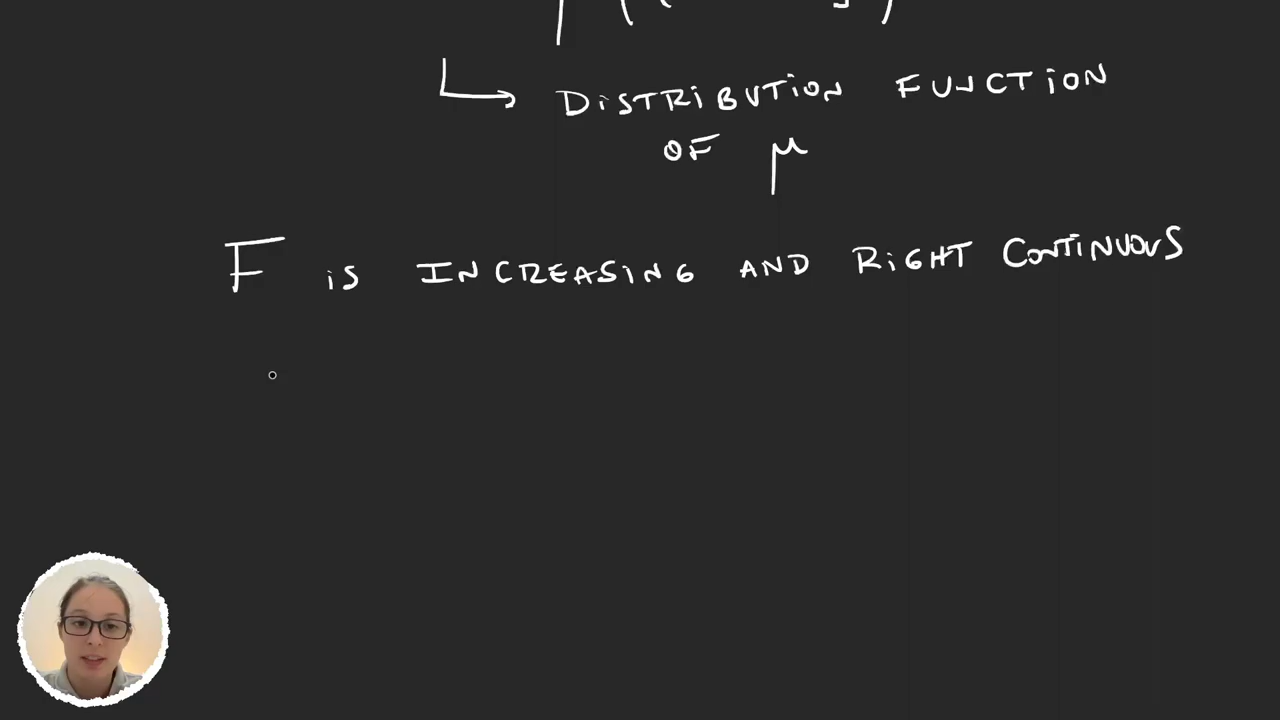 DISTRIBUTION FUNCTION
OF μ
F is INCREASING AND RIGHT CONTINUOUS